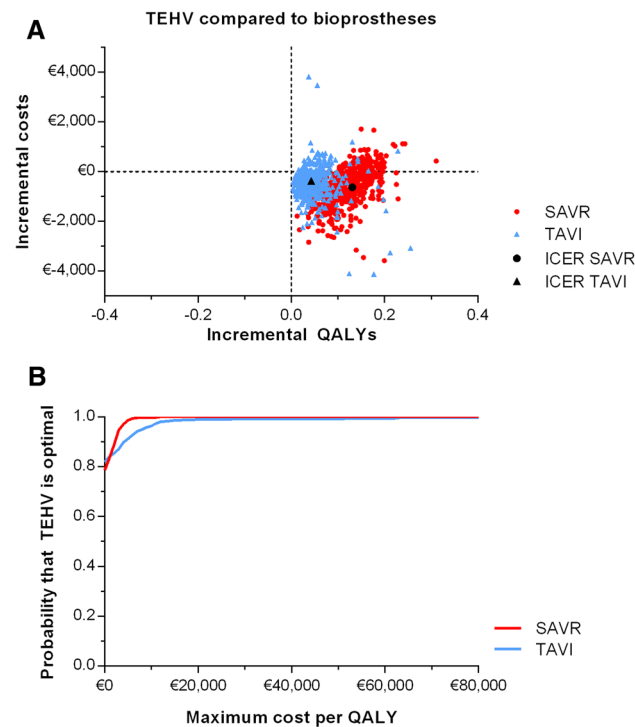 A
TEHV compared to bioprostheses
Incremental costs
€4,000
€2,000
€0
€-2,000
€-4,000
-0.4
-0.2
0.0
0.2
0.4
Incremental QALYs
SAVR
TAVI
ICER SAVR
ICER TAVI
B
Probability that TEHV is optimal
1.0
0.8
0.6
0.4
0.2
0.0
€0
€20,000
€40,000
€60,000
€80,000
Maximum cost per QALY
SAVR
TAVI